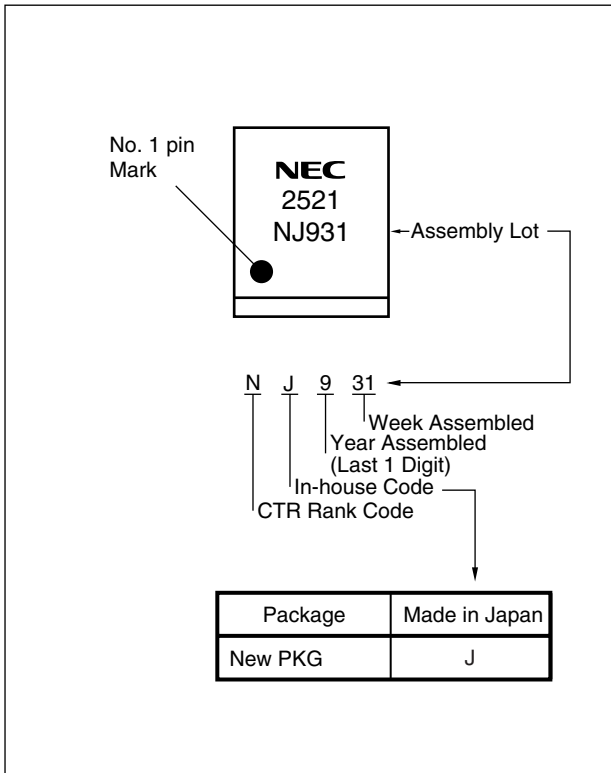 No. 1 pin
Mark
NEC
2521
NJ931
Assembly Lot
N J 9 31
Week Assembled
Year Assembled
(Last 1 Digit)
In-house Code
CTR Rank Code
Package Made in Japan
New PKG J